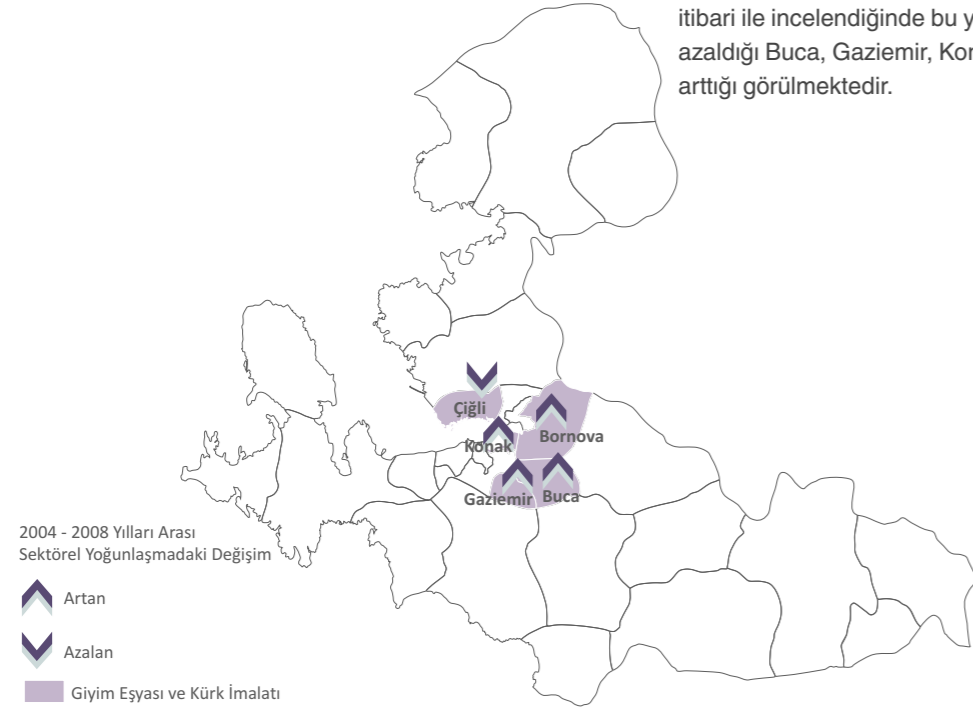 itibari ile incelendiğinde bu
azaldığı Buca, Gaziemir,
arttığı görülmektedir.
Çiğli
Konak
Bornova
Gaziemir
Buca
2004 - 2008 Yılları Arası
Sektörel Yoğunlaşmadaki Değişim
Artan
Azalan
Giyim Eşyası ve Kürk İmalatı